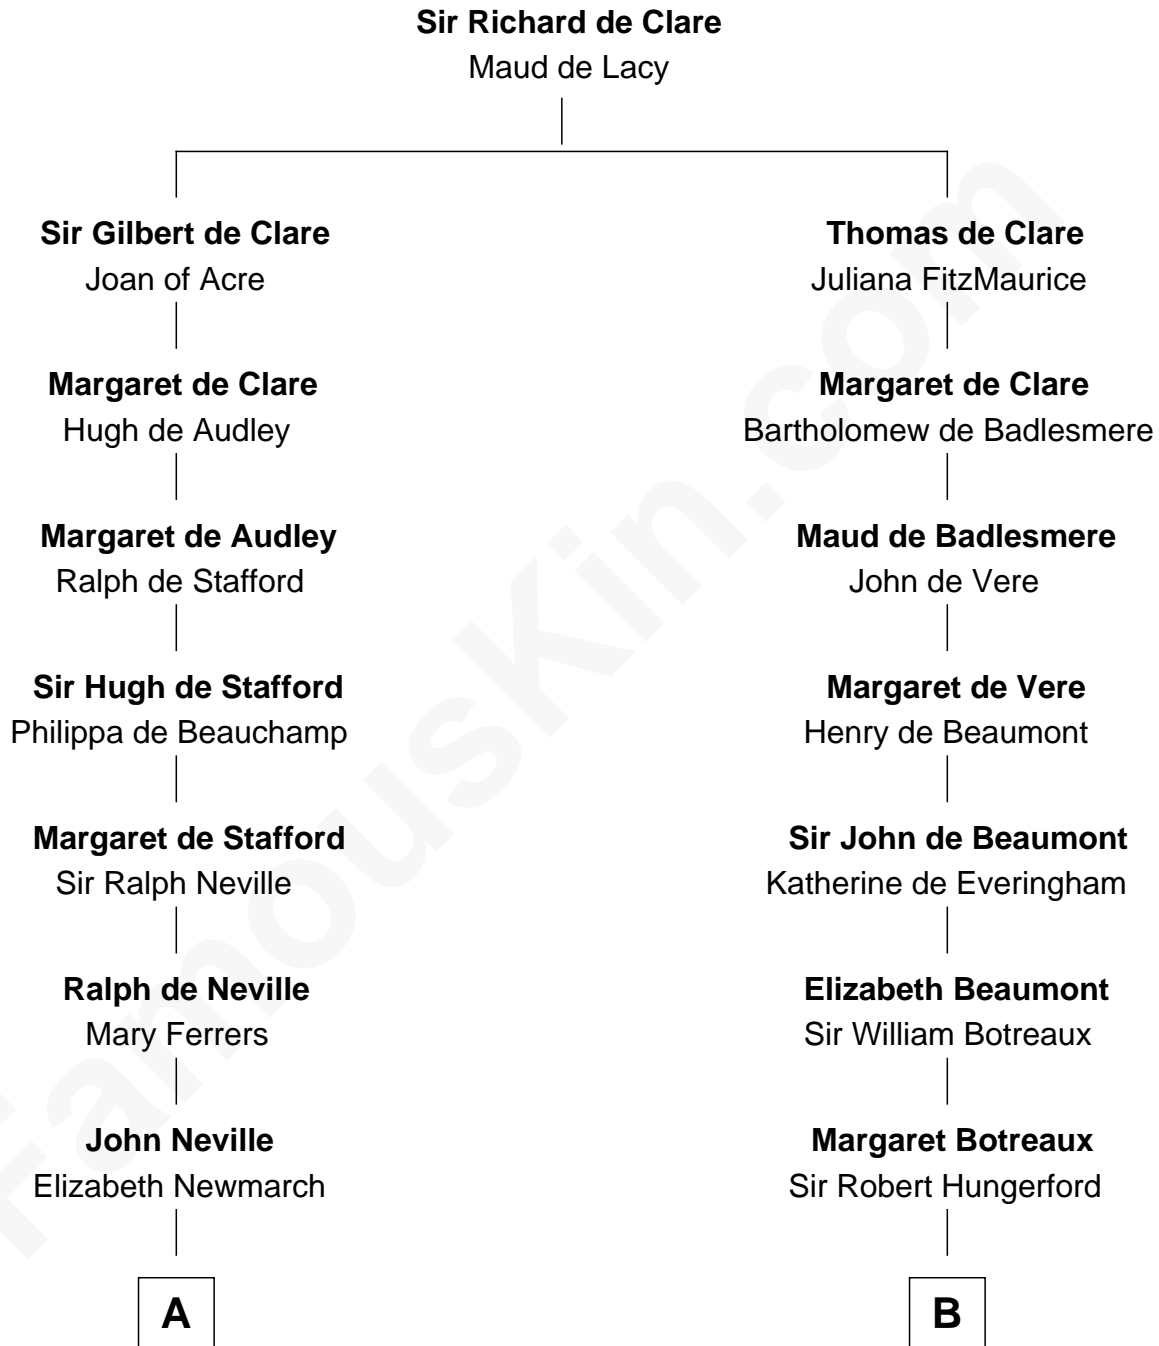 Sir Richard de Clare
Maud de Lacy
Sir Gilbert de Clare
Joan of Acre
Thomas de Clare
Juliana FitzMaurice
Margaret de Clare
Hugh de Audley
Margaret de Clare
Bartholomew de Badlesmere
Margaret de Audley
Ralph de Stafford
Maud de Badlesmere
John de Vere
Sir Hugh de Stafford
Philippa de Beauchamp
Margaret de Vere
Henry de Beaumont
Margaret de Stafford
Sir Ralph Neville
Sir John de Beaumont
Katherine de Everingham
Ralph de Neville
Mary Ferrers
Elizabeth Beaumont
Sir William Botreaux
John Neville
Elizabeth Newmarch
Margaret Botreaux
Sir Robert Hungerford
A
B
FamousKin.com